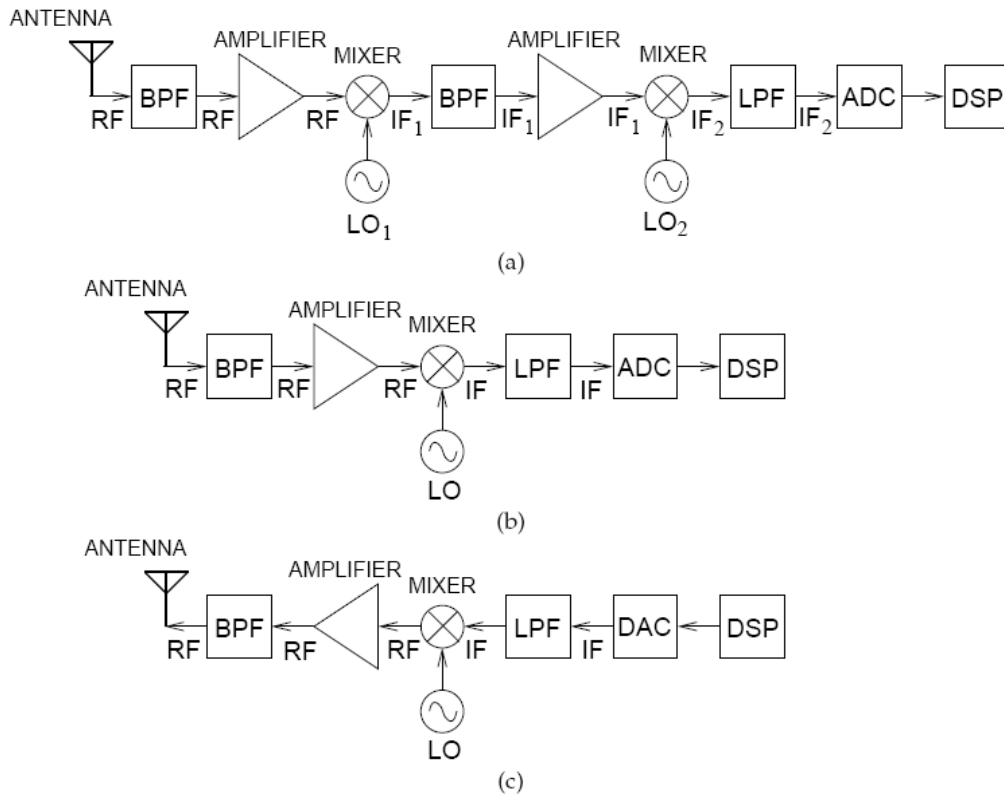 ANTENNA
AMPLIFIER
MIXER
AMPLIFIER
MIXER
BPF
BPF
LPF
ADC
DSP
RF
RF
RF
IF₁
IF₁
IF₁
IF₂
IF₂
LO₁
LO₂
(a)
ANTENNA
AMPLIFIER
MIXER
BPF
LPF
ADC
DSP
RF
RF
RF
IF
IF
LO
(b)
ANTENNA
AMPLIFIER
MIXER
BPF
LPF
DAC
DSP
RF
RF
RF
IF
IF
LO
(c)